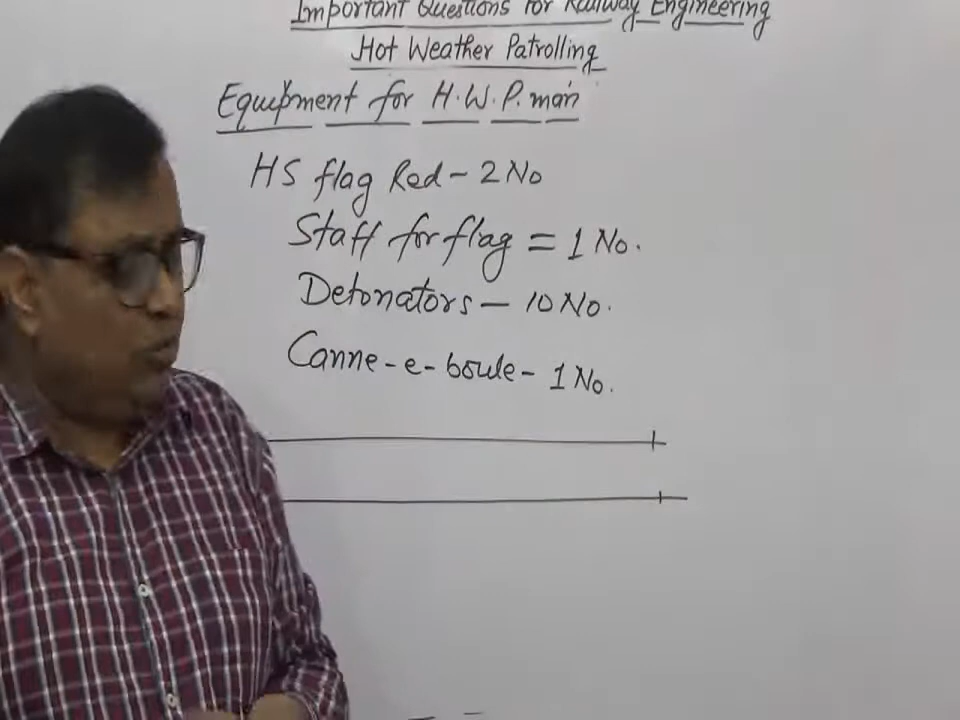 Important Questions for Railway Engineering
Hot Weather Patrolling
Equipment for H.W.P. man
HS flag Red - 2 No
Staff for flag = 1 No.
Detonators - 10 No.
Canne-e-boule - 1 No.